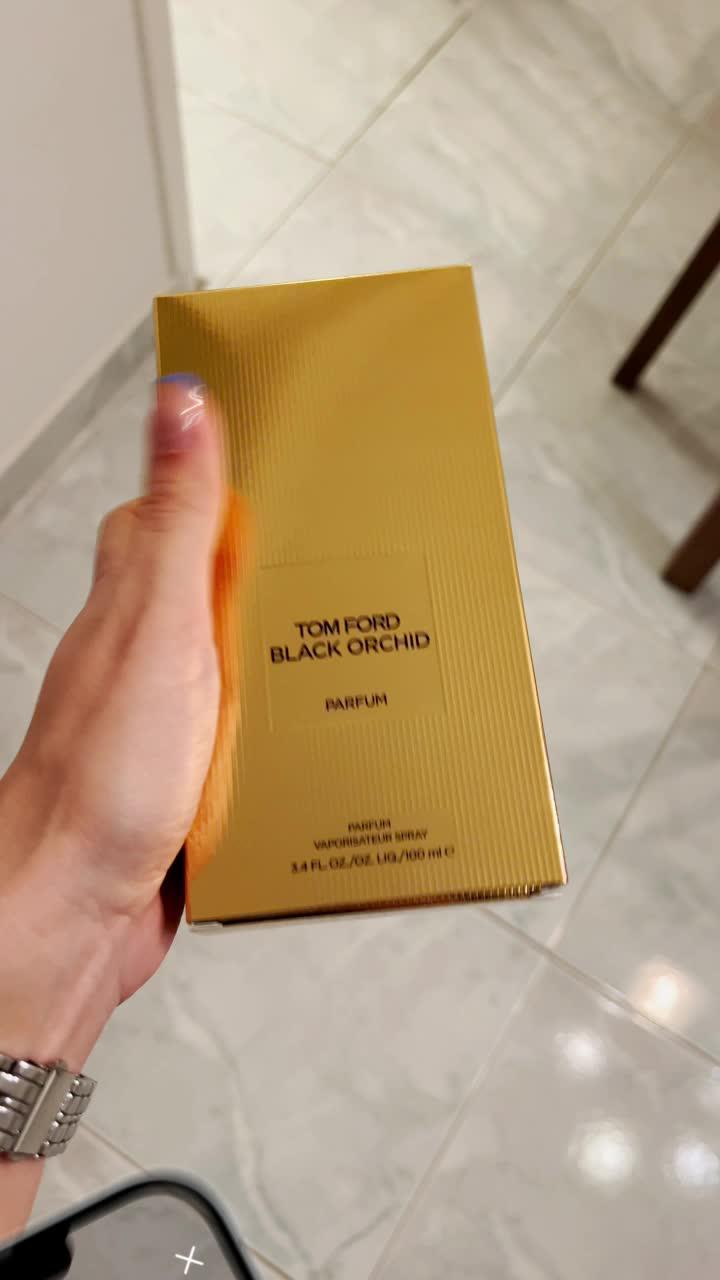 TOM FORD
BLACK ORCHID
PARFUM
PARFUM
VAPORISATEUR SPRAY
3.4 FL. OZ./OZ. LIQ./100 ml ℮